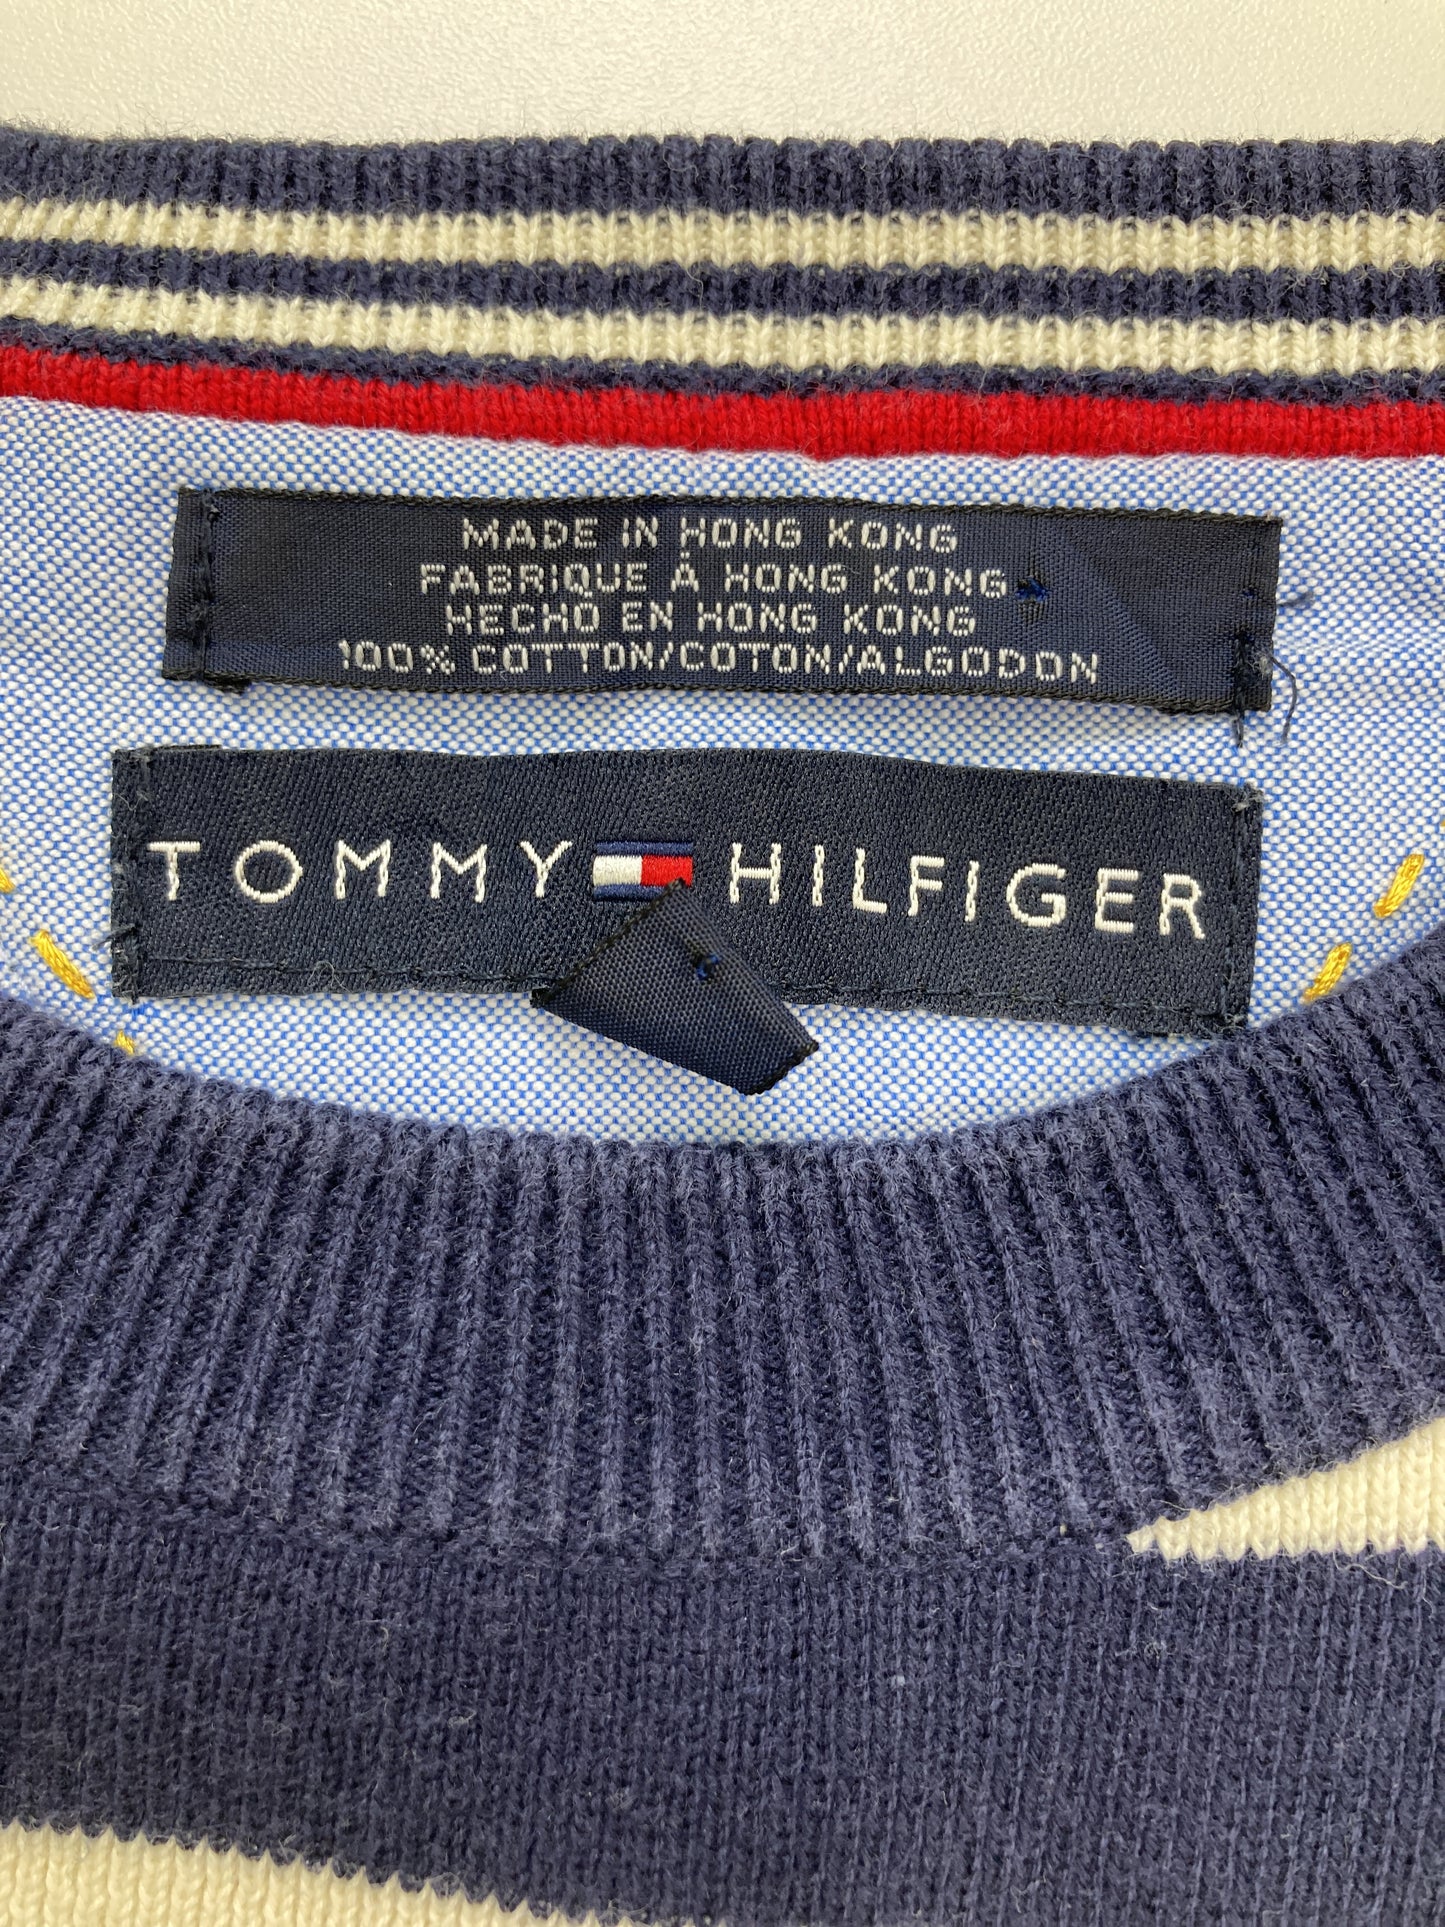 MADE IN HONG KONG
FABRIQUE À HONG KONG
HECHO EN HONG KONG
100% COTTON/COTON/ALGODON
TOMMY HILFIGER